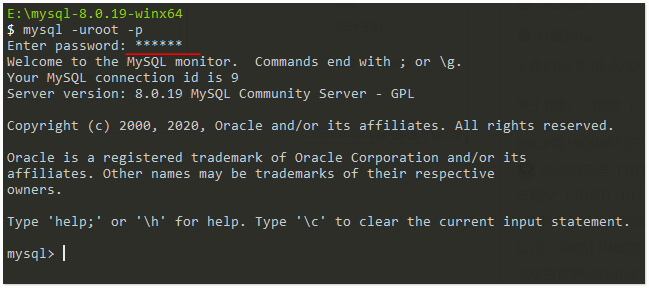 E:\mysql-8.0.19-winx64
$ mysql -uroot -p
Enter password: ******
Welcome to the MySQL monitor.  Commands end with ; or \g.
Your MySQL connection id is 9
Server version: 8.0.19 MySQL Community Server - GPL
Copyright (c) 2000, 2020, Oracle and/or its affiliates. All rights reserved.
Oracle is a registered trademark of Oracle Corporation and/or its
affiliates. Other names may be trademarks of their respective
owners.
Type 'help;' or '\h' for help. Type '\c' to clear the current input statement.
mysql>